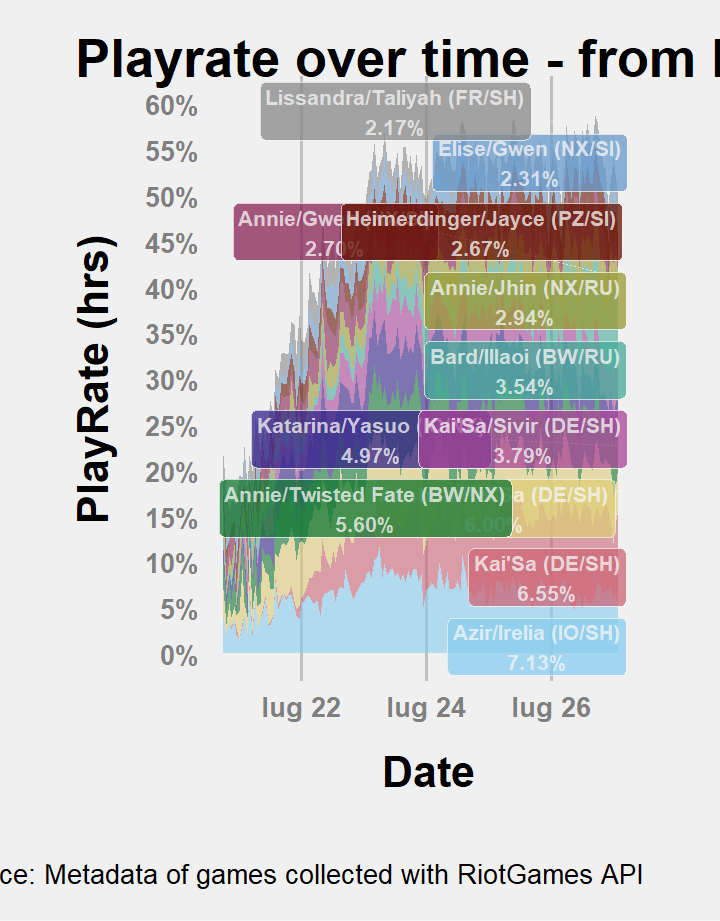 Playrate over time - from
60%
55%
50%
45%
40%
35%
30%
25%
20%
15%
10%
5%
0%
PlayRate (hrs)
Lissandra/Taliyah (FR/SH)
2.17%
Elise/Gwen (NX/SI)
2.31%
Annie/Gwe
2.70%
Heimerdinger/Jayce (PZ/SI)
2.67%
Annie/Jhin (NX/RU)
2.94%
Bard/Illaoi (BW/RU)
3.54%
Katarina/Yasuo (
4.97%
Kai'Sa/Sivir (DE/SH)
3.79%
Annie/Twisted Fate (BW/NX)
5.60%
a (DE/SH)
6.00%
Kai'Sa (DE/SH)
6.55%
Azir/Irelia (IO/SH)
7.13%
lug 22
lug 24
lug 26
Date
ce: Metadata of games collected with RiotGames API